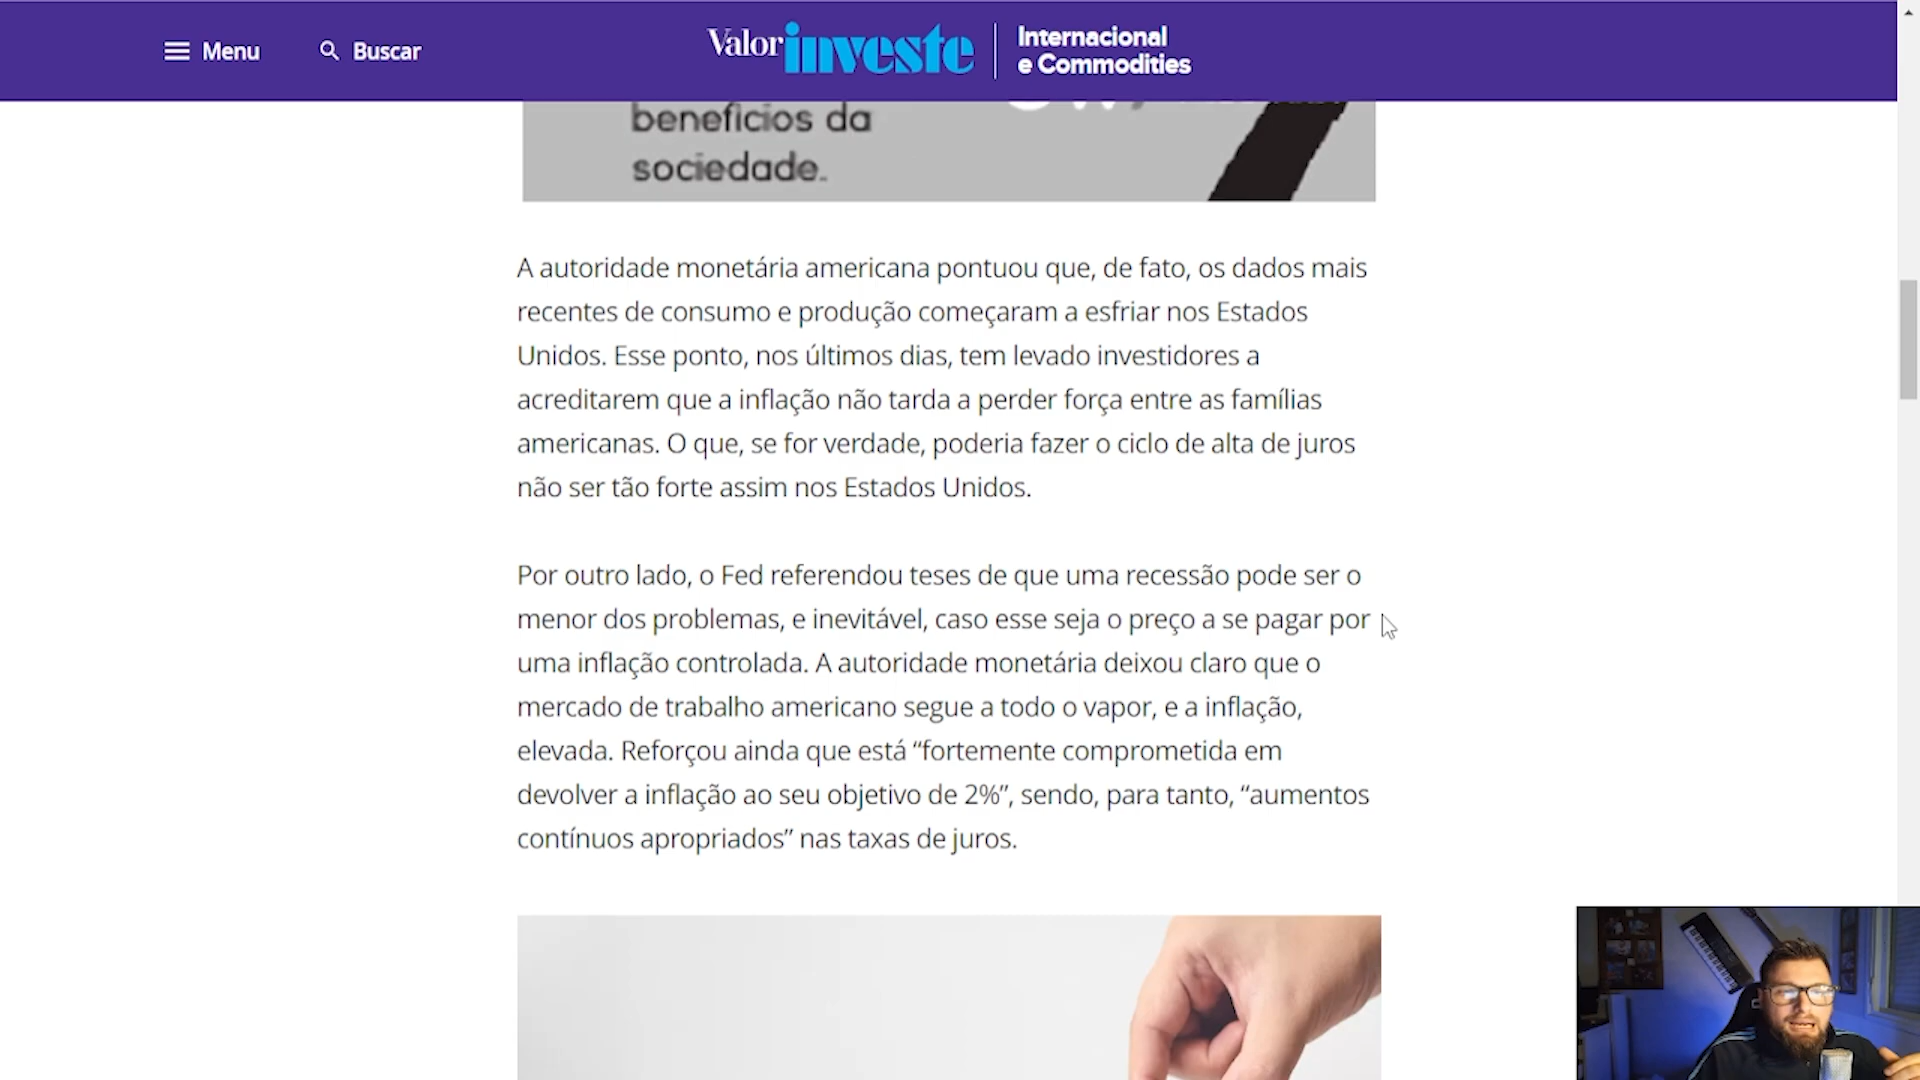 Menu
Buscar
Valor investe
Internacional
e Commodities
benefícios da
sociedade.
A autoridade monetária americana pontuou que, de fato, os dados mais
recentes de consumo e produção começaram a esfriar nos Estados
Unidos. Esse ponto, nos últimos dias, tem levado investidores a
acreditarem que a inflação não tarda a perder força entre as famílias
americanas. O que, se for verdade, poderia fazer o ciclo de alta de juros
não ser tão forte assim nos Estados Unidos.
Por outro lado, o Fed referendou teses de que uma recessão pode ser o
menor dos problemas, e inevitável, caso esse seja o preço a se pagar por
uma inflação controlada. A autoridade monetária deixou claro que o
mercado de trabalho americano segue a todo o vapor, e a inflação,
elevada. Reforçou ainda que está “fortemente comprometida em
devolver a inflação ao seu objetivo de 2%”, sendo, para tanto, “aumentos
contínuos apropriados” nas taxas de juros.